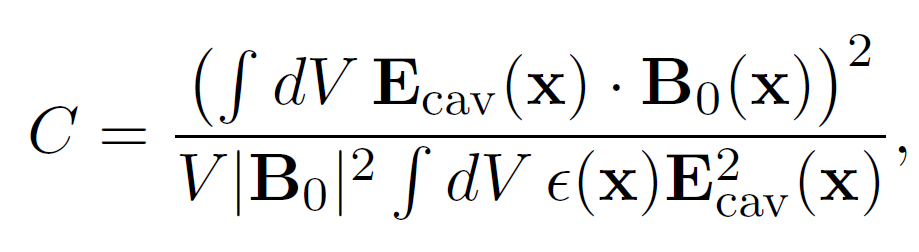 C = \frac{\left(\int dV\, \mathbf{E}_{\mathrm{cav}}(\mathbf{x}) \cdot \mathbf{B}_0(\mathbf{x})\right)^2}{V|\mathbf{B}_0|^2 \int dV\, \epsilon(\mathbf{x})\mathbf{E}^2_{\mathrm{cav}}(\mathbf{x})},